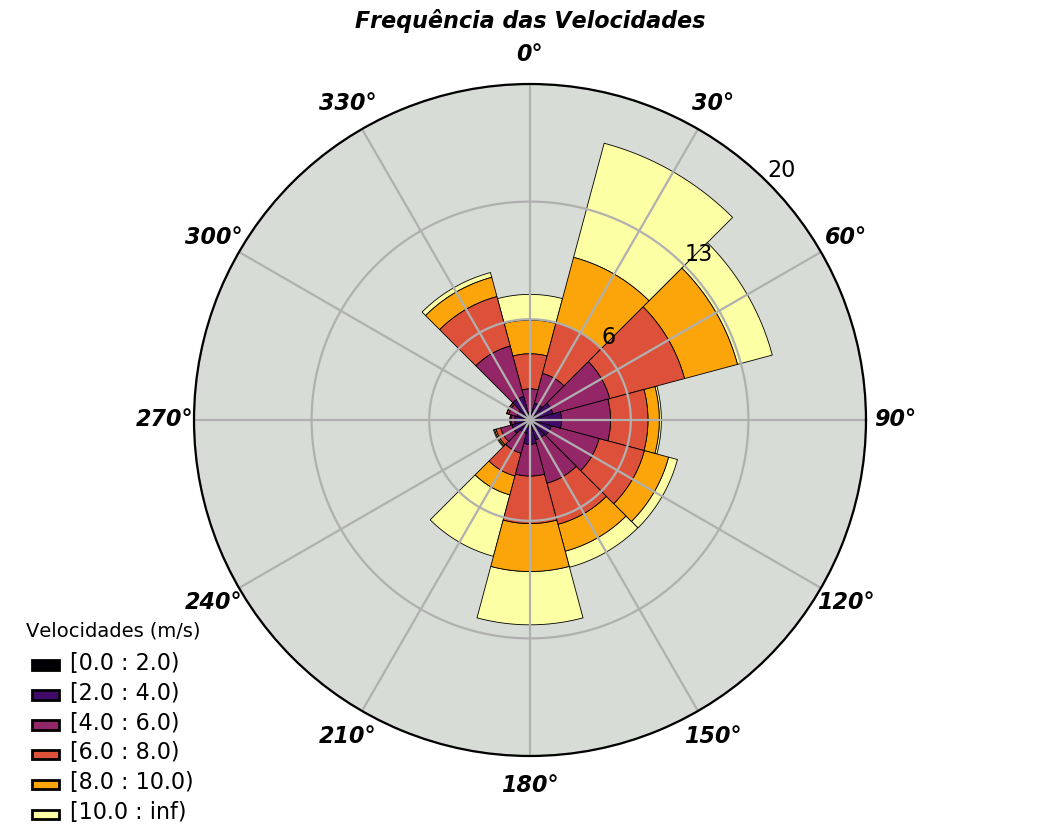 Frequência das Velocidades
0°
330°
30°
20
300°
60°
13
6
270°
90°
240°
120°
Velocidades (m/s)
[0.0 : 2.0)
[2.0 : 4.0)
[4.0 : 6.0)
210°
150°
[6.0 : 8.0)
180°
[8.0 : 10.0)
[10.0 : inf)